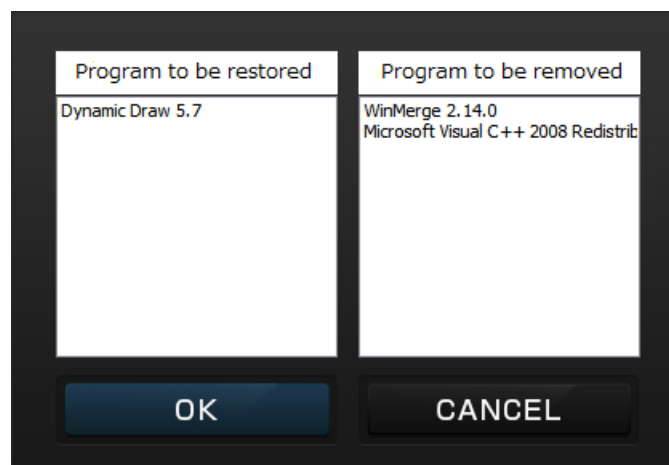 Program to be restored
Dynamic Draw 5.7
Program to be removed
WinMerge 2.14.0
Microsoft Visual C++ 2008 Redistrib
OK
CANCEL